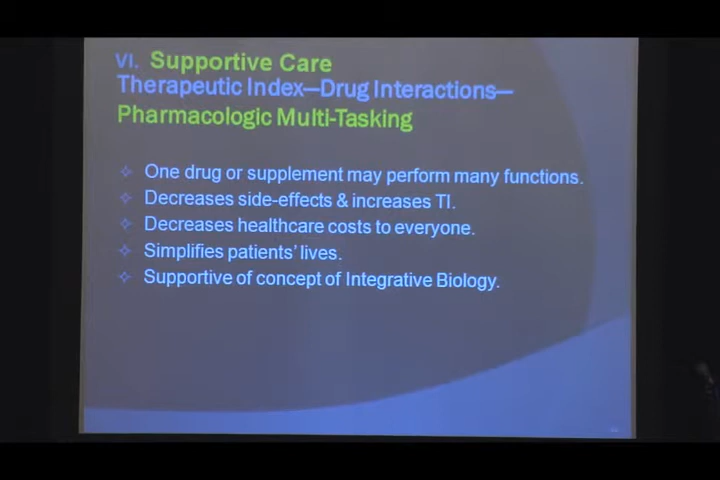 VI. Supportive Care
Therapeutic Index—Drug Interactions—
Pharmacologic Multi-Tasking
One drug or supplement may perform many functions.
Decreases side-effects & increases TI.
Decreases healthcare costs to everyone.
Simplifies patients' lives.
Supportive of concept of Integrative Biology.